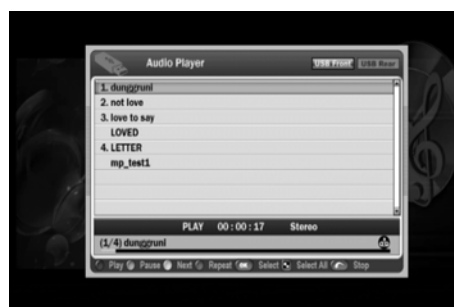 Audio Player
USB Front USB Rear
1. dunggruni
2. not love
3. love to say
LOVED
4. LETTER
mp_test1
PLAY 00:00:17 Stereo
(1/4) dunggruni
Play Pause Next Repeat OK Select Select All Stop